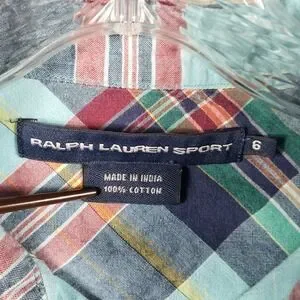 RALPH LAUREN SPORT
6
MADE IN INDIA
100% COTTON